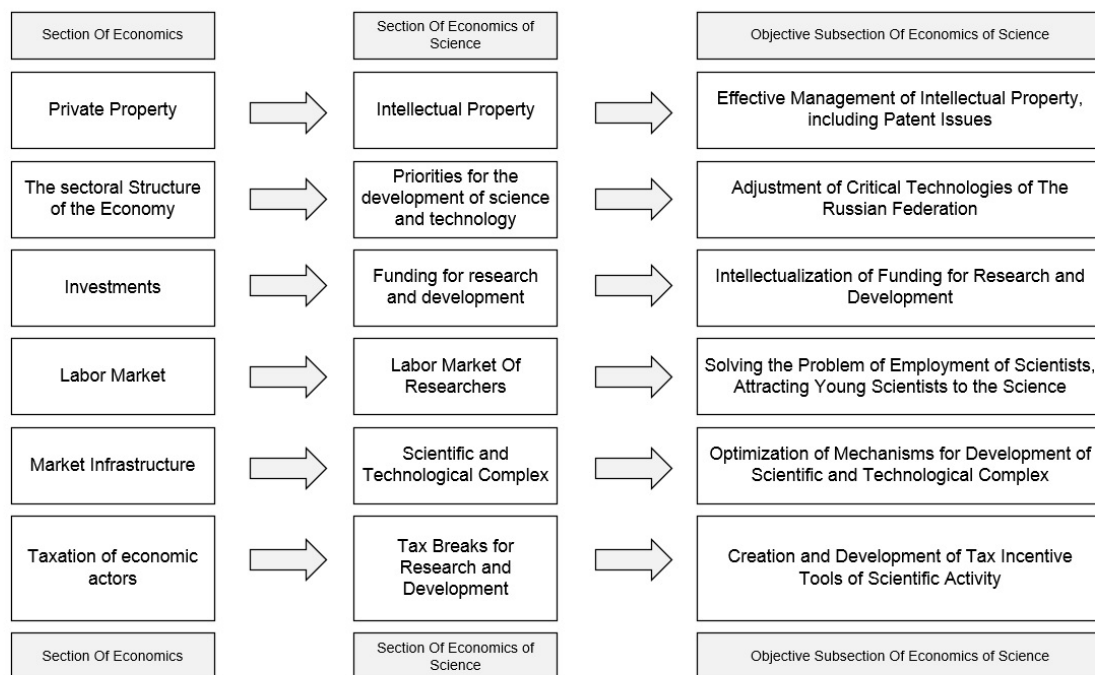 Section Of Economics
Section Of Economics of
Science
Objective Subsection Of Economics of Science
Private Property
Intellectual Property
Effective Management of Intellectual Property,
including Patent Issues
The sectoral Structure
of the Economy
Priorities for the
development of science
and technology
Adjustment of Critical Technologies of The
Russian Federation
Investments
Funding for research
and development
Intellectualization of Funding for Research and
Development
Labor Market
Labor Market Of
Researchers
Solving the Problem of Employment of Scientists,
Attracting Young Scientists to the Science
Market Infrastructure
Scientific and
Technological Complex
Optimization of Mechanisms for Development of
Scientific and Technological Complex
Taxation of economic
actors
Tax Breaks for
Research and
Development
Creation and Development of Tax Incentive
Tools of Scientific Activity
Section Of Economics
Section Of Economics of
Science
Objective Subsection Of Economics of Science